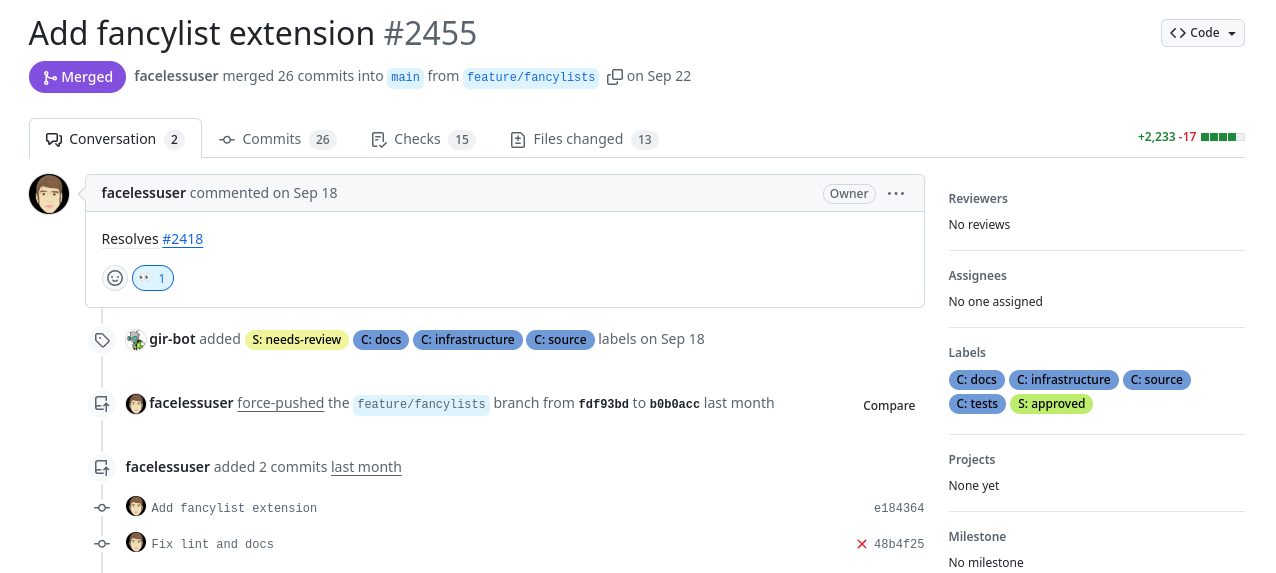 Add fancylist extension #2455
Code
Merged facelessuser merged 26 commits into main from feature/fancylists on Sep 22
Conversation 2 Commits 26 Checks 15 Files changed 13 +2,233 -17
facelessuser commented on Sep 18 Owner
Resolves #2418
👀 1
gir-bot added S: needs-review C: docs C: infrastructure C: source labels on Sep 18
facelessuser force-pushed the feature/fancylists branch from fdf93bd to b0b0acc last month Compare
facelessuser added 2 commits last month
Add fancylist extension e184364
Fix lint and docs 48b4f25
Reviewers
No reviews
Assignees
No one assigned
Labels
C: docs C: infrastructure C: source
C: tests S: approved
Projects
None yet
Milestone
No milestone